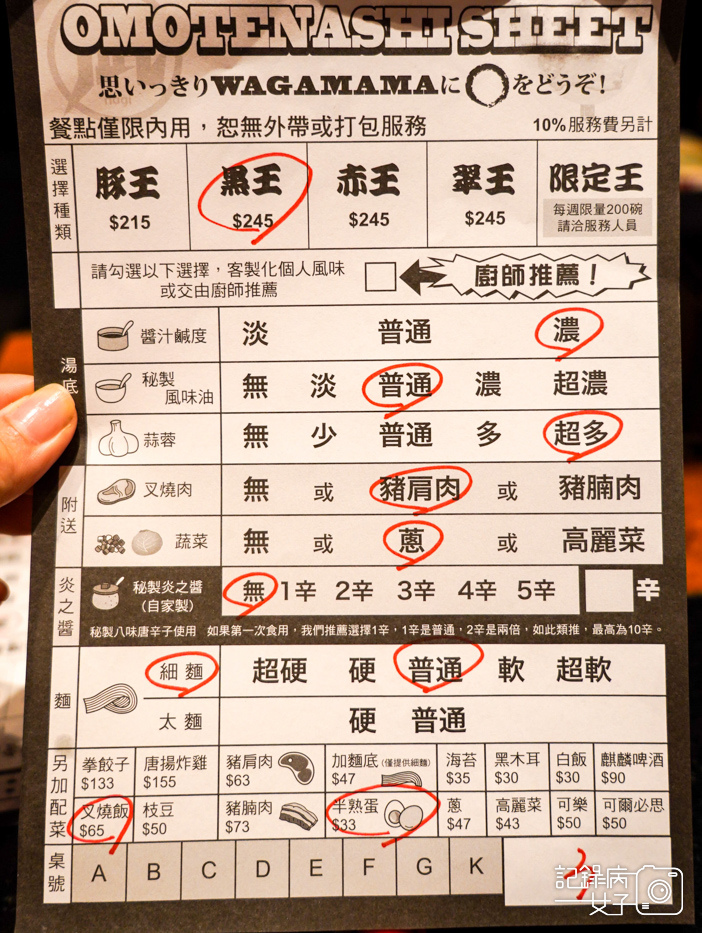 OMOTENASHI SHEET
思いっきりWAGAMAMAに◯をどうぞ!
餐點僅限內用，恕無外帶或打包服務 10%服務費另計
選擇種類
豚王 黒王 赤王 翠王 限定王
$215 $245 $245 $245 每週限量200碗
請洽服務人員
請勾選以下選擇，客製化個人風味
或交由廚師推薦
廚師推薦！
湯底
醬汁鹹度 淡 普通 濃
秘製風味油 無 淡 普通 濃 超濃
蒜蓉 無 少 普通 多 超多
附送
叉燒肉 無 或 豬肩肉 或 豬腩肉
蔬菜 無 或 蔥 或 高麗菜
炎之醬
秘製炎之醬
(自家製)
無 1辛 2辛 3辛 4辛 5辛 辛
秘製八味唐辛子使用 如果第一次食用，我們推薦選擇1辛，1辛是普通，2辛是兩倍，如此類推，最高為10辛。
麵
細麵 超硬 硬 普通 軟 超軟
太麵 硬 普通
另加配菜
拳餃子 唐揚炸雞 豬肩肉 加麵底(僅提供細麵) 海苔 黑木耳 白飯 麒麟啤酒
$133 $155 $63 $47 $35 $30 $30 $90
叉燒飯 枝豆 豬腩肉 半熟蛋 蔥 高麗菜 可樂 可爾必思
$65 $50 $73 $33 $47 $43 $50 $50
桌號
A B C D E F G K
記錄病
女子